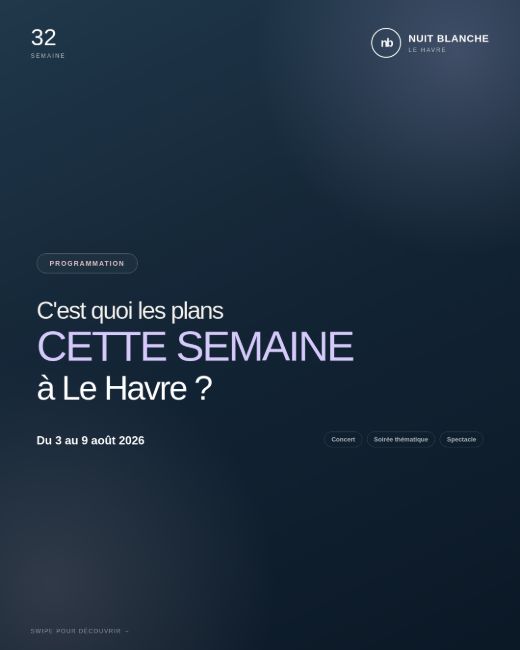 32
SEMAINE
nb
NUIT BLANCHE
LE HAVRE
PROGRAMMATION
C'est quoi les plans
CETTE SEMAINE
à Le Havre ?
Du 3 au 9 août 2026
Concert
Soirée thématique
Spectacle
SWIPE POUR DÉCOUVRIR →